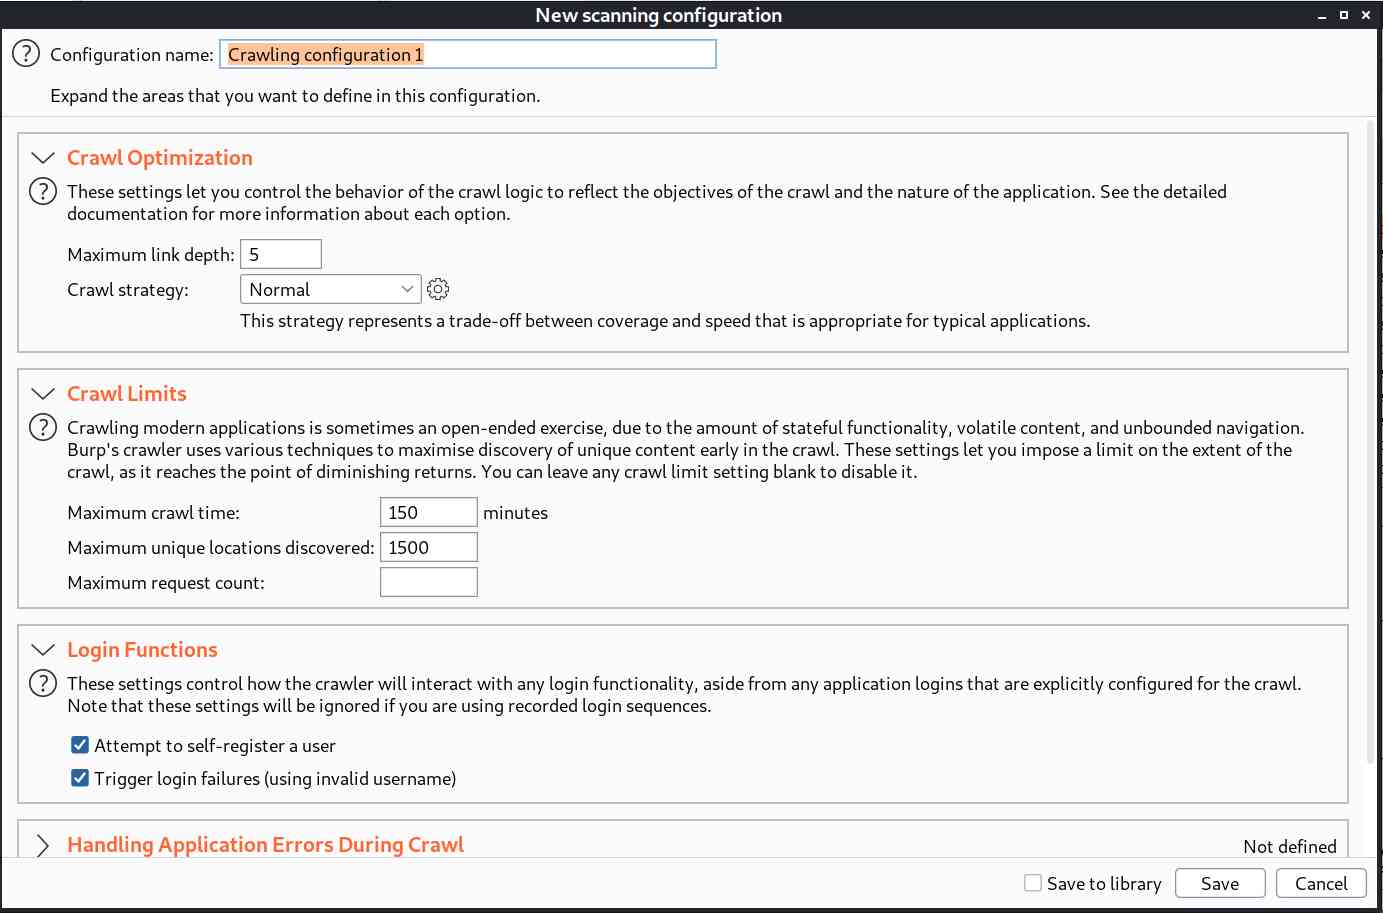 New scanning configuration
Configuration name: Crawling configuration 1
Expand the areas that you want to define in this configuration.
Crawl Optimization
These settings let you control the behavior of the crawl logic to reflect the objectives of the crawl and the nature of the application. See the detailed
documentation for more information about each option.
Maximum link depth: 5
Crawl strategy: Normal
This strategy represents a trade-off between coverage and speed that is appropriate for typical applications.
Crawl Limits
Crawling modern applications is sometimes an open-ended exercise, due to the amount of stateful functionality, volatile content, and unbounded navigation.
Burp's crawler uses various techniques to maximise discovery of unique content early in the crawl. These settings let you impose a limit on the extent of the
crawl, as it reaches the point of diminishing returns. You can leave any crawl limit setting blank to disable it.
Maximum crawl time: 150 minutes
Maximum unique locations discovered: 1500
Maximum request count:
Login Functions
These settings control how the crawler will interact with any login functionality, aside from any application logins that are explicitly configured for the crawl.
Note that these settings will be ignored if you are using recorded login sequences.
Attempt to self-register a user
Trigger login failures (using invalid username)
Handling Application Errors During Crawl Not defined
Save to library Save Cancel